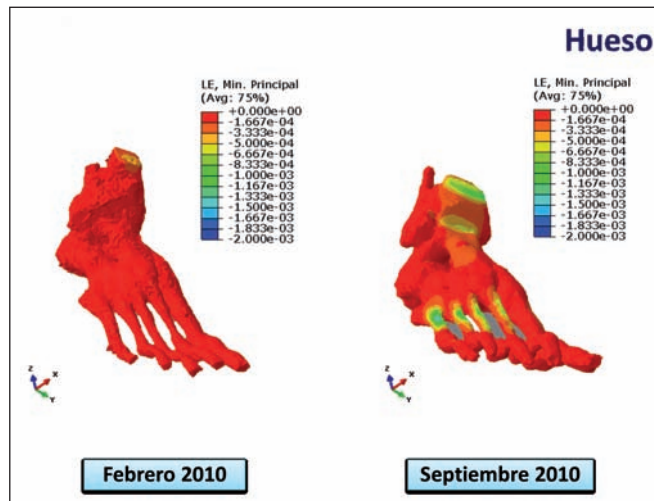 Hueso
LE, Min. Principal
(Avg: 75%)
+0.000e+00
-1.667e-04
-3.333e-04
-5.000e-04
-6.667e-04
-8.333e-04
-1.000e-03
-1.167e-03
-1.333e-03
-1.500e-03
-1.667e-03
-1.833e-03
-2.000e-03
LE, Min. Principal
(Avg: 75%)
+0.000e+00
-1.667e-04
-3.333e-04
-5.000e-04
-6.667e-04
-8.333e-04
-1.000e-03
-1.167e-03
-1.333e-03
-1.500e-03
-1.667e-03
-1.833e-03
-2.000e-03
Z
X
Y
Z
X
Y
Febrero 2010
Septiembre 2010